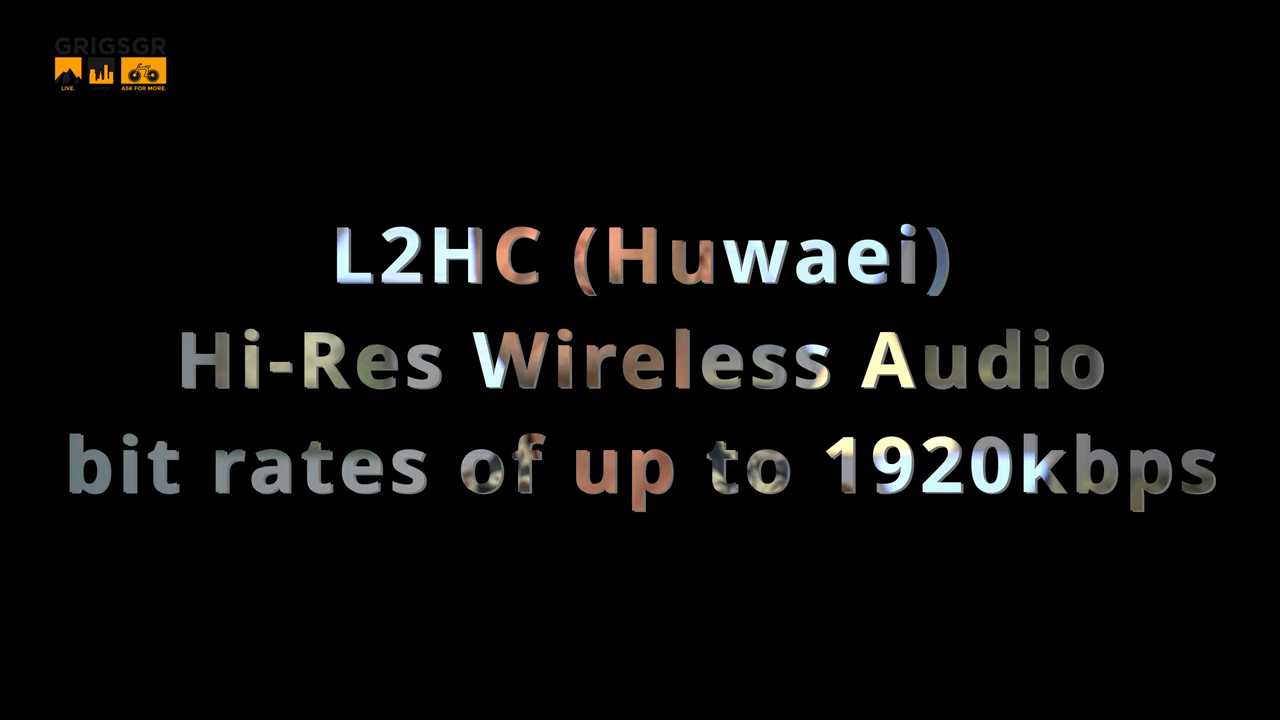 GRIGSGR
LIVE. ASK FOR MORE.
L2HC (Huwaei)
Hi-Res Wireless Audio
bit rates of up to 1920kbps